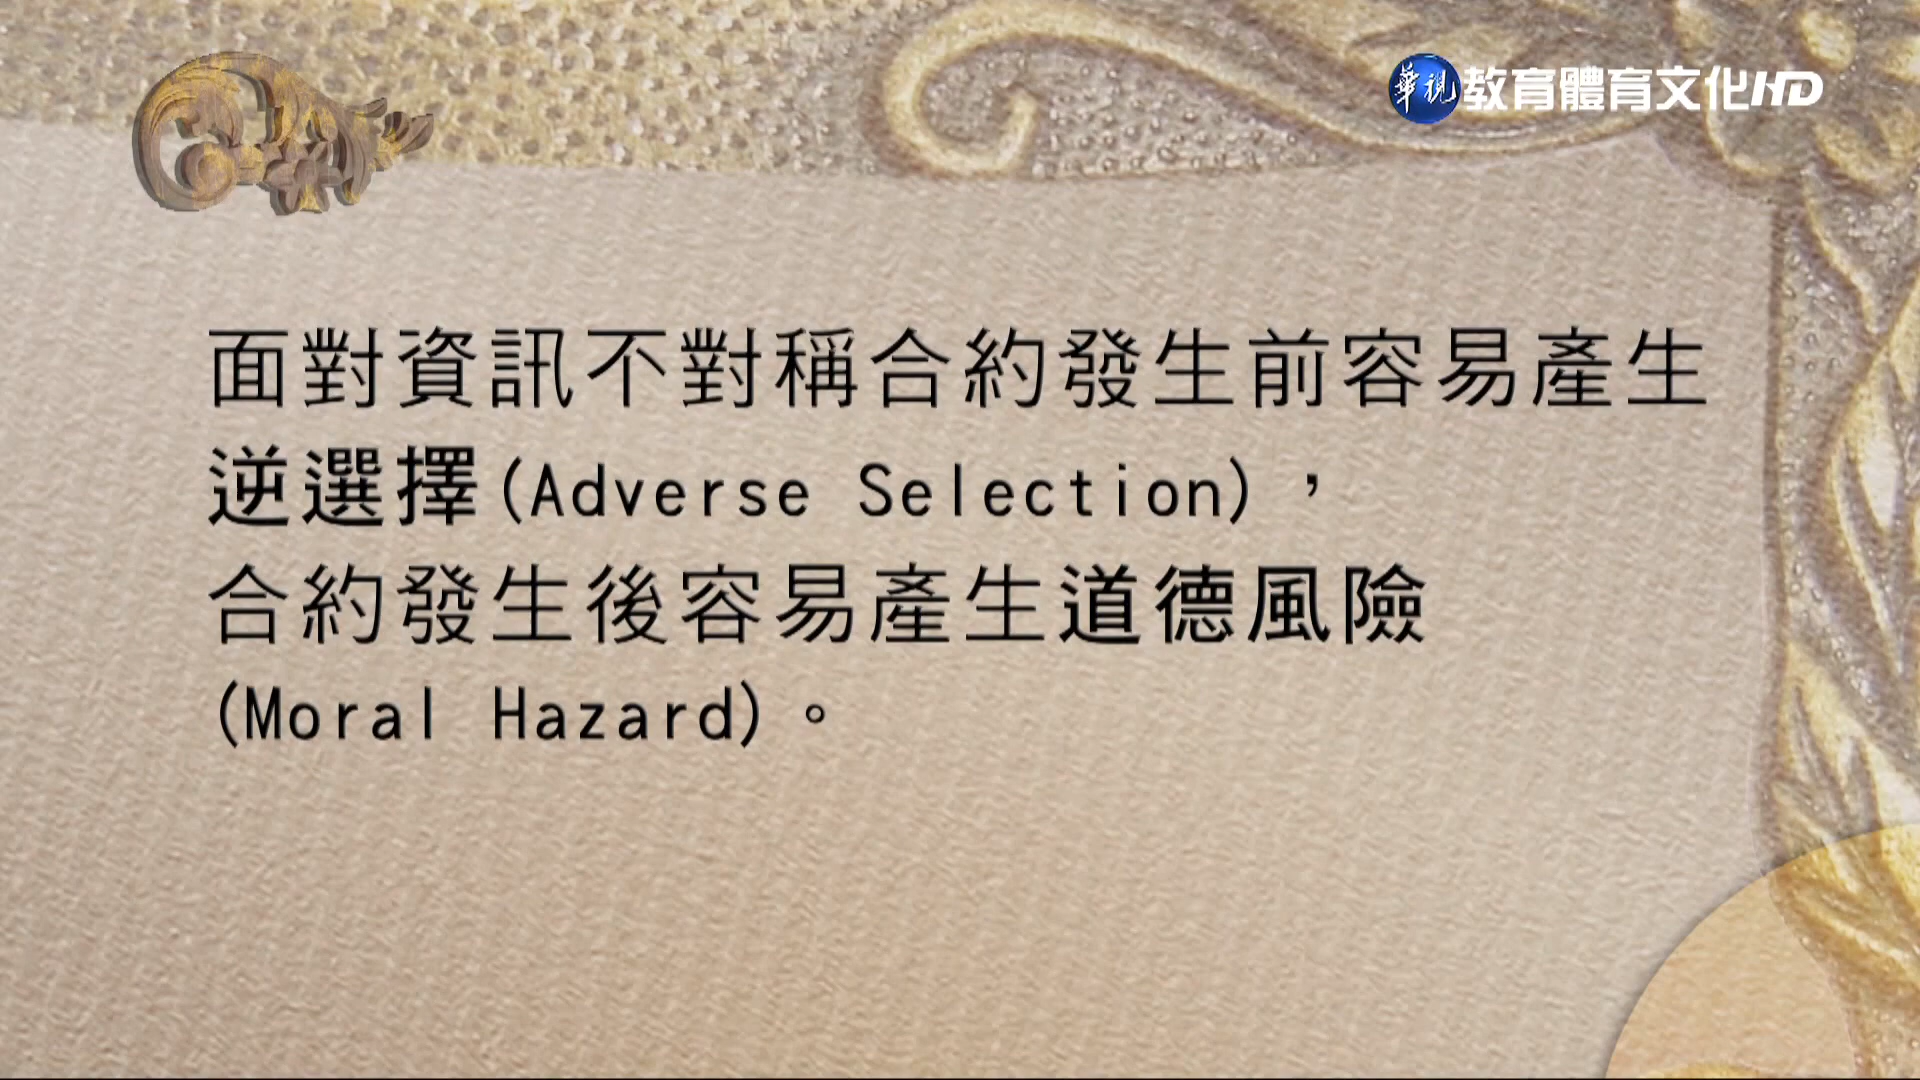 華視 教育體育文化HD
面對資訊不對稱合約發生前容易產生
逆選擇(Adverse Selection)，
合約發生後容易產生道德風險
(Moral Hazard)。